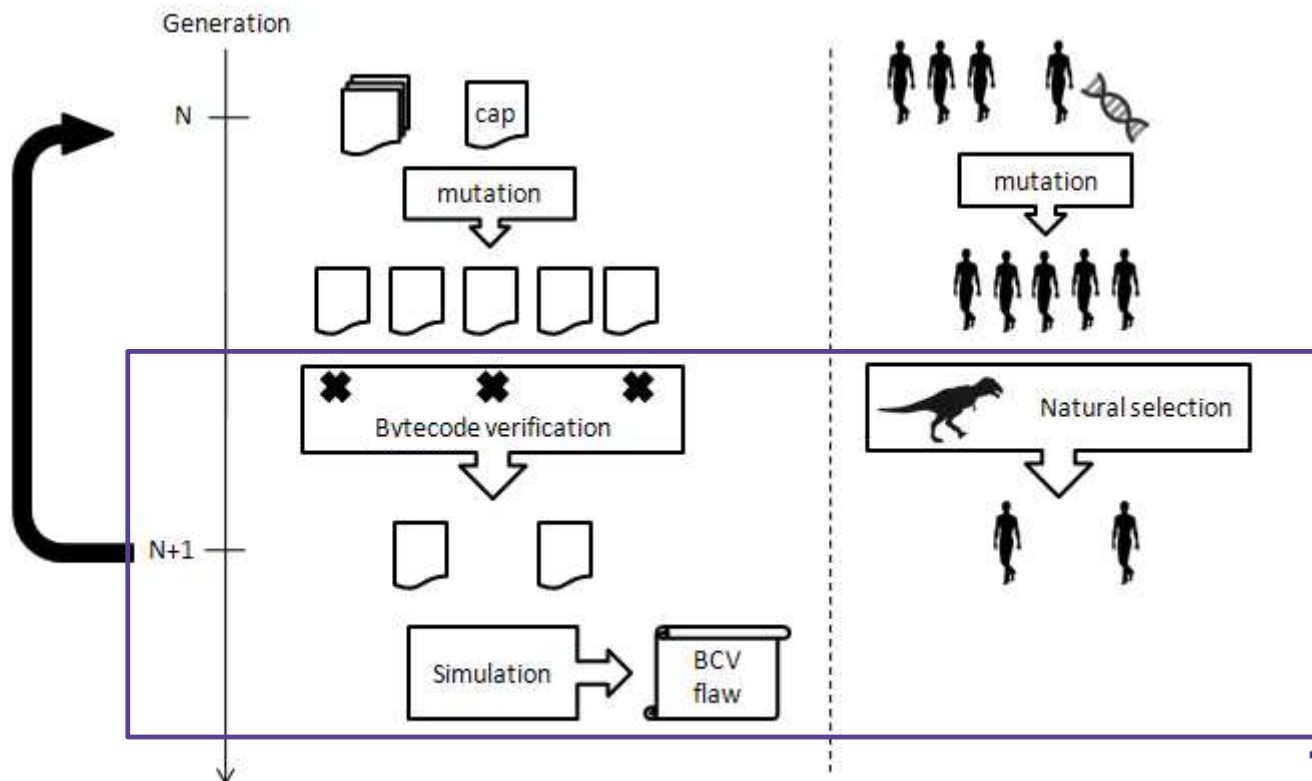 Generation
N
cap
mutation
mutation
Bytecode verification
Natural selection
N+1
Simulation
BCV
flaw